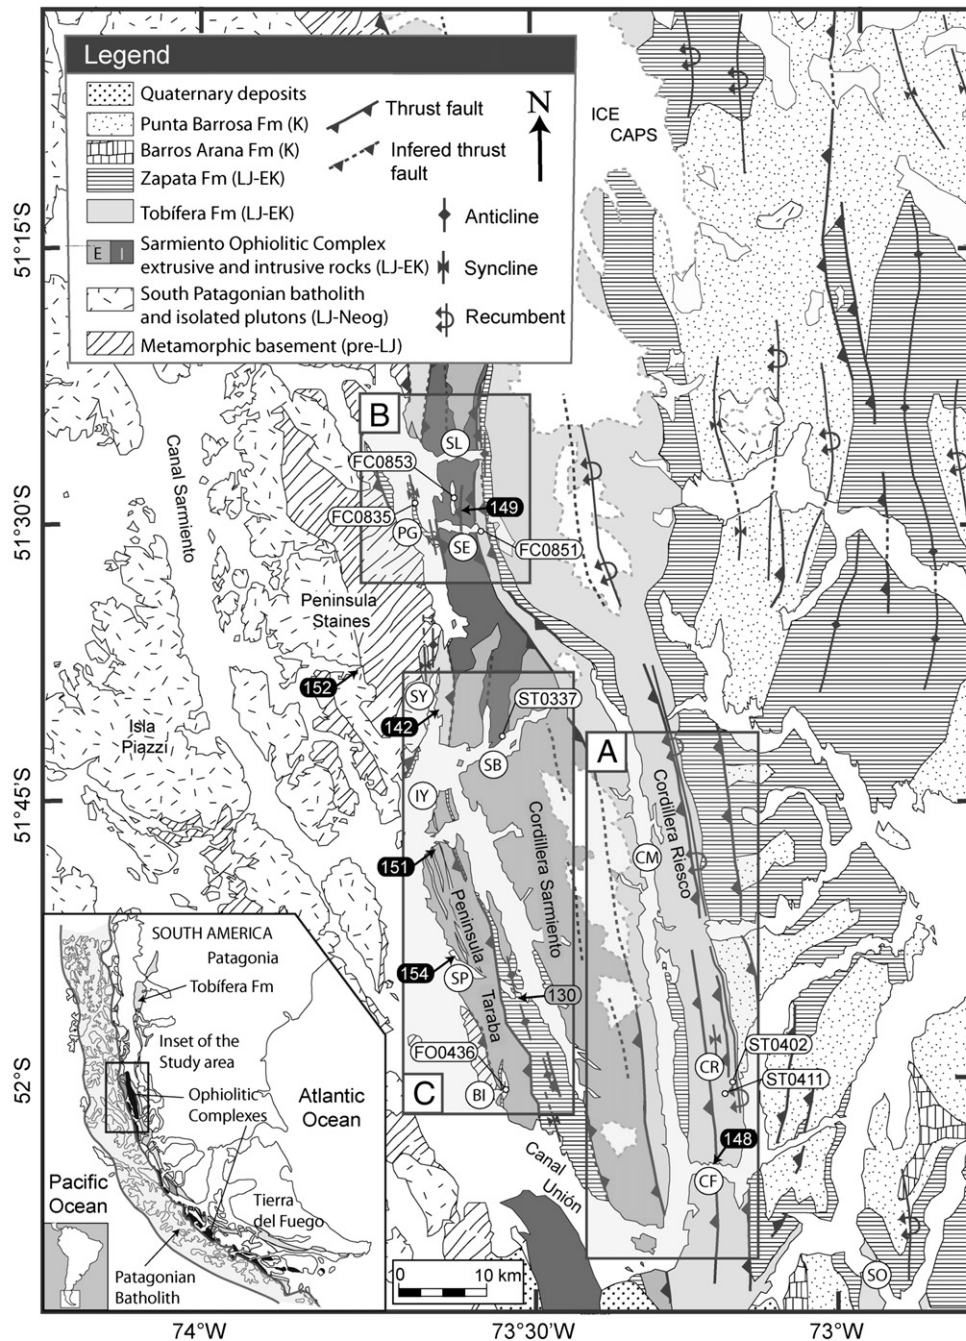 Legend
Quaternary deposits
Punta Barrosa Fm (K)
Barros Arana Fm (K)
Zapata Fm (LJ-EK)
Tobífera Fm (LJ-EK)
E I
Sarmiento Ophiolitic Complex
extrusive and intrusive rocks (LJ-EK)
South Patagonian batholith
and isolated plutons (LJ-Neog)
Metamorphic basement (pre-LJ)
Thrust fault
Infered thrust
fault
Anticline
Syncline
Recumbent
N
ICE
CAPS
51°15'S
51°30'S
51°45'S
52°S
B
SL
FC0853
149
FC0835
PG
SE
FC0851
Canal Sarmiento
Peninsula
Staines
152
SY
142
ST0337
SB
Isla
Piazzi
A
IY
CM
Cordillera Riesco
Cordillera Sarmiento
151
Peninsula
Taraba
154
SP
130
FO0436
C
BI
CR
ST0402
ST0411
148
CF
Canal
Unión
SO
SOUTH AMERICA
Patagonia
Tobífera Fm
Inset of the
Study area
Ophiolitic
Complexes
Atlantic
Ocean
Pacific
Ocean
Tierra
del Fuego
Patagonian
Batholith
0 10 km
74°W
73°30'W
73°W